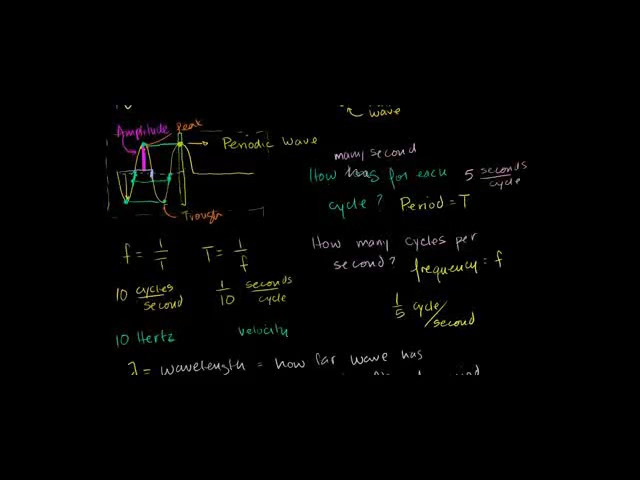 wave
Amplitude Peak
Periodic wave
many second
How has for each 5 seconds/cycle
cycle? Period = T
Trough
How many cycles per
second? frequency = f
f = 1/T T = 1/f
10 cycles/second 1/10 seconds/cycle
1/5 cycle/second
10 Hertz velocity
λ = wavelength = how far wave has